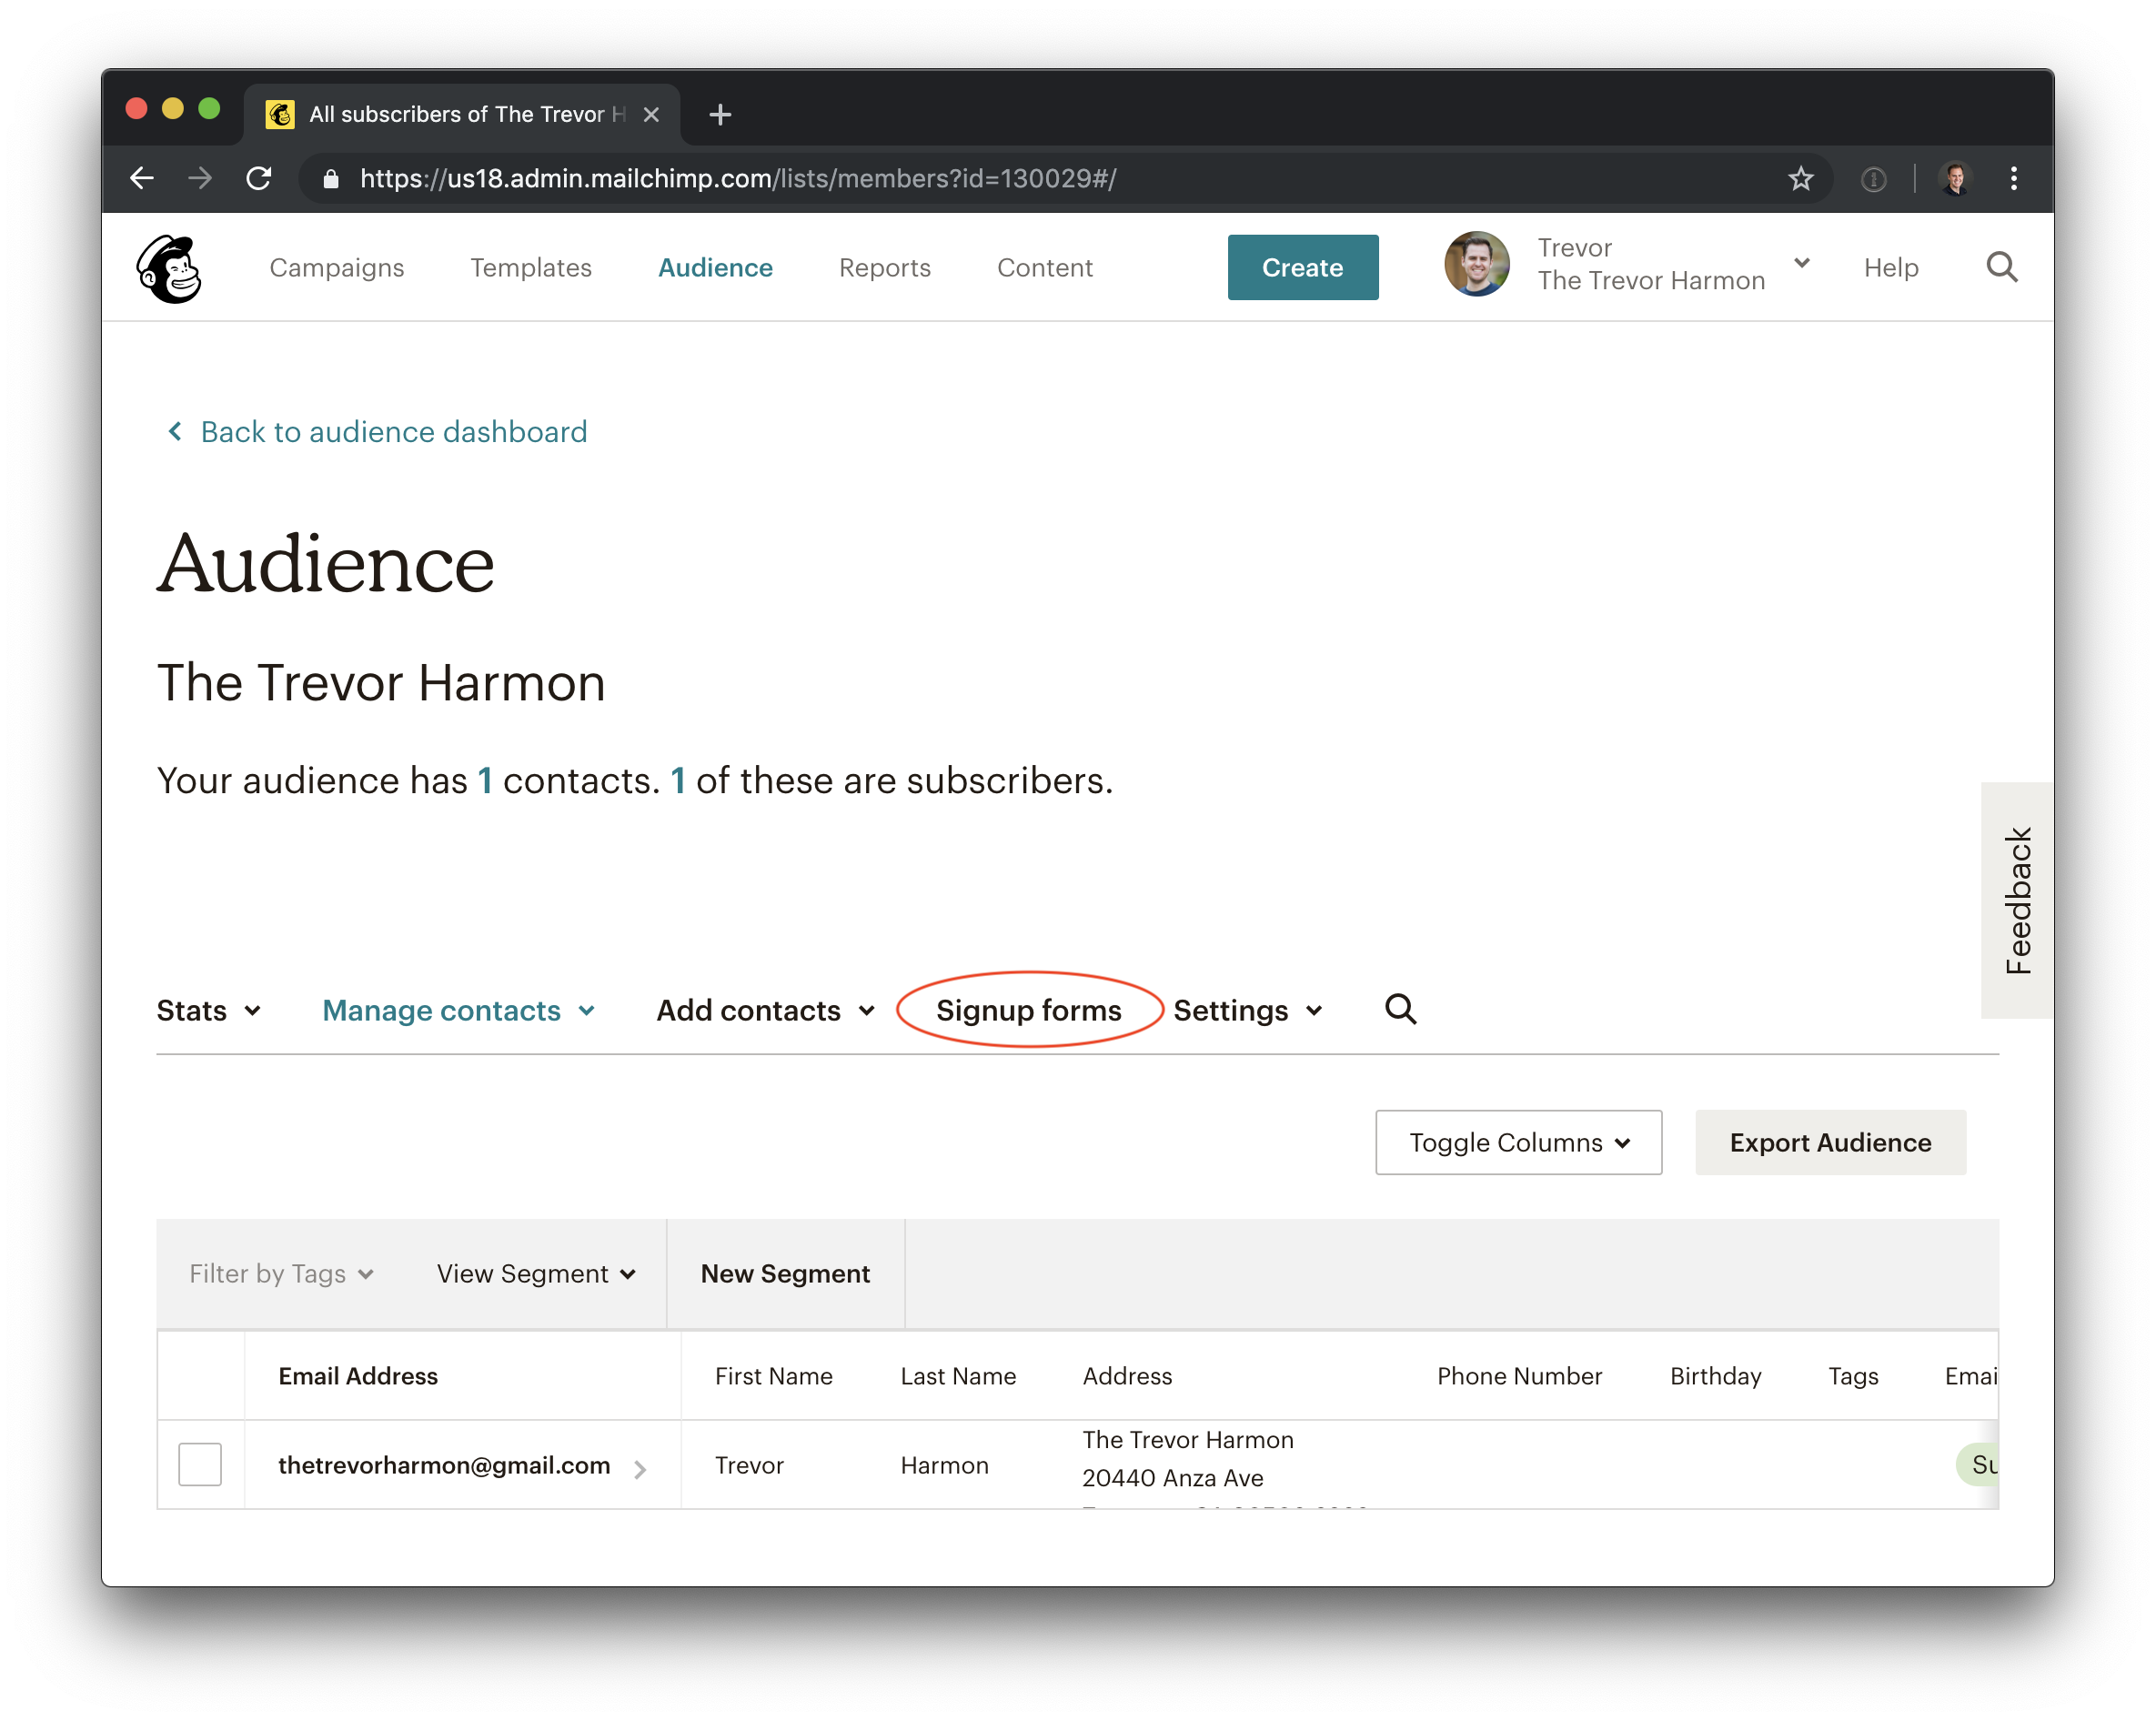 All subscribers of The Trevor H
https://us18.admin.mailchimp.com/lists/members?id=130029#/
Campaigns
Templates
Audience
Reports
Content
Create
Trevor
The Trevor Harmon
Help
Back to audience dashboard
Audience
The Trevor Harmon
Your audience has 1 contacts. 1 of these are subscribers.
Feedback
Stats
Manage contacts
Add contacts
Signup forms
Settings
Toggle Columns
Export Audience
Filter by Tags
View Segment
New Segment
Email Address
First Name
Last Name
Address
Phone Number
Birthday
Tags
Emai
thetrevorharmon@gmail.com
Trevor
Harmon
The Trevor Harmon
20440 Anza Ave
Su